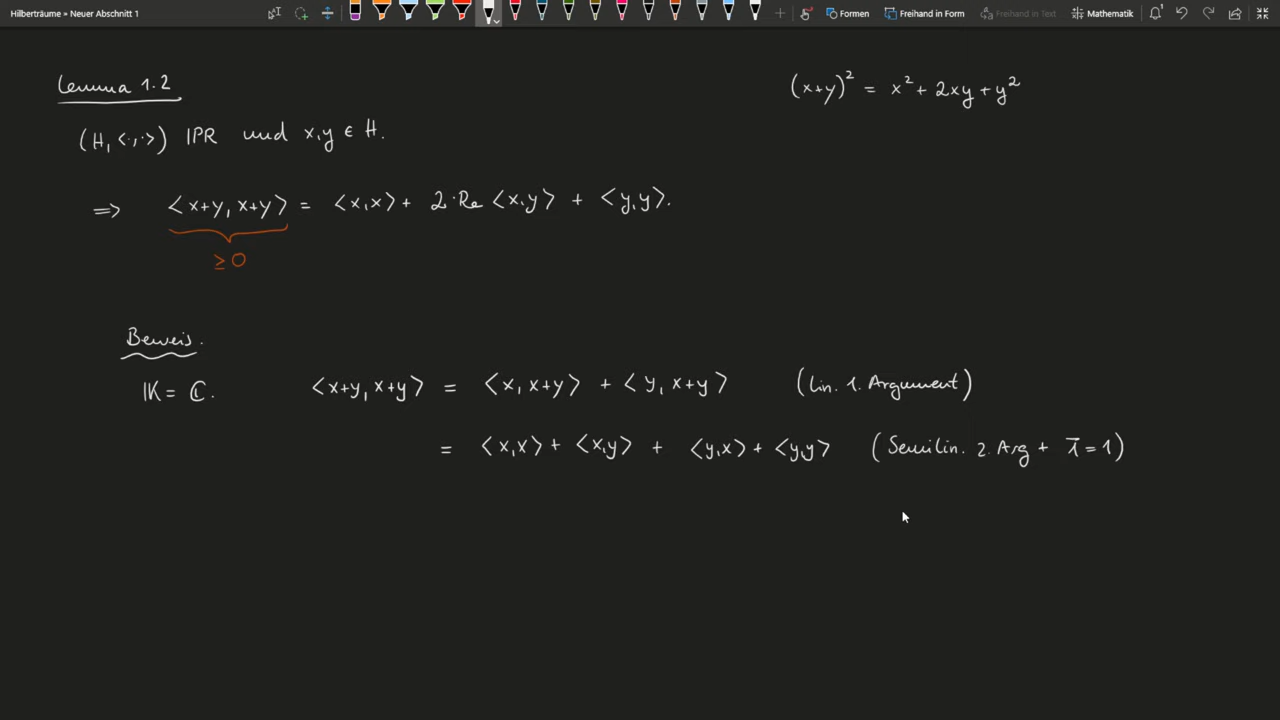 Hilberträume » Neuer Abschnitt 1
Formen
Freihand in Form
Freihand in Text
Mathematik
Lemma 1.2
(x+y)² = x² + 2xy + y²
(H, <·,·>) IPR und x,y ∈ H.
⇒ <x+y, x+y> = <x,x> + 2·Re <x,y> + <y,y>.
≥ 0
Beweis.
𝕂 = ℂ. <x+y, x+y> = <x, x+y> + <y, x+y> (Lin. 1. Argument)
= <x,x> + <x,y> + <y,x> + <y,y> (Semilin. 2. Arg + 1̄ = 1)